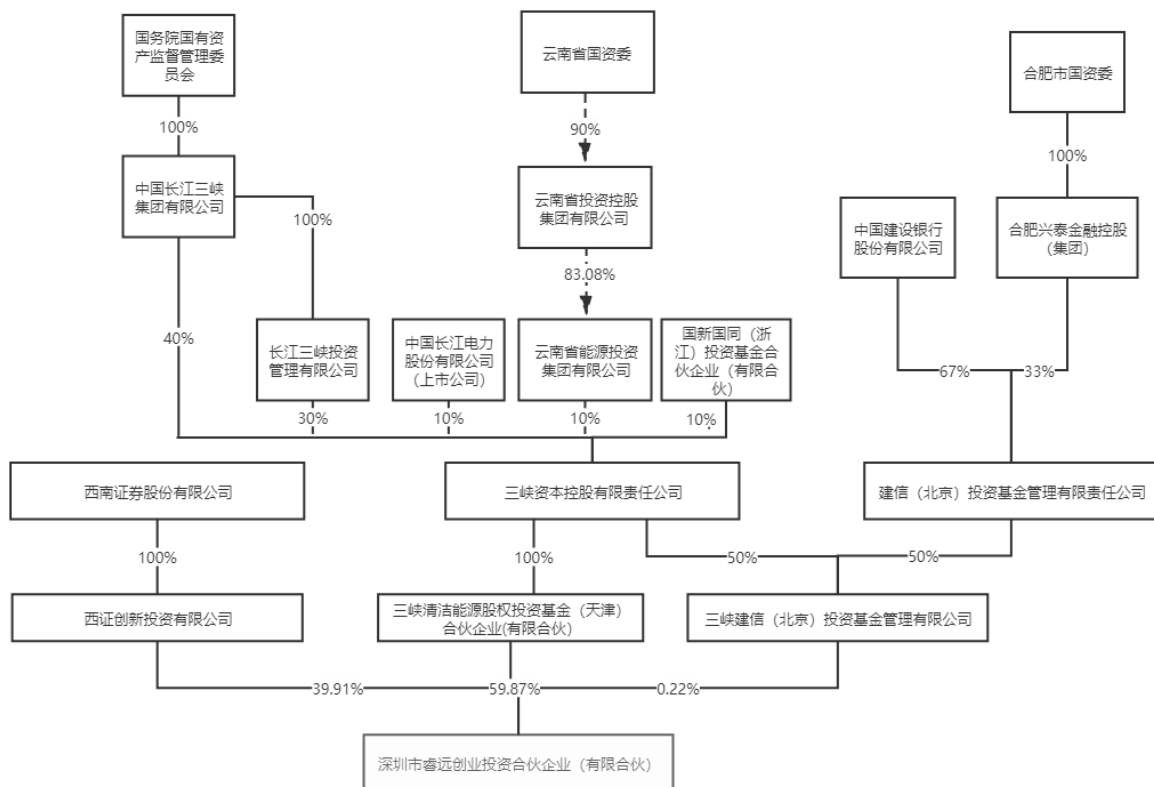 国务院国有资
产监督管理委
员会
云南省国资委
合肥市国资委
100%
90%
100%
中国长江三峡
集团有限公司
云南省投资控股
集团有限公司
中国建设银行
股份有限公司
合肥兴泰金融控股
（集团）
100%
83.08%
40%
长江三峡投资
管理有限公司
中国长江电力
股份有限公司
（上市公司）
云南省能源投资
集团有限公司
国新国同（浙
江）投资基金合
伙企业（有限合
伙）
67%
33%
30%
10%
10%
10%
西南证券股份有限公司
三峡资本控股有限责任公司
建信（北京）投资基金管理有限责任公司
100%
100%
50%
50%
西证创新投资有限公司
三峡清洁能源股权投资基金（天津）
合伙企业(有限合伙）
三峡建信（北京）投资基金管理有限公司
39.91%
59.87%
0.22%
深圳市睿远创业投资合伙企业（有限合伙）